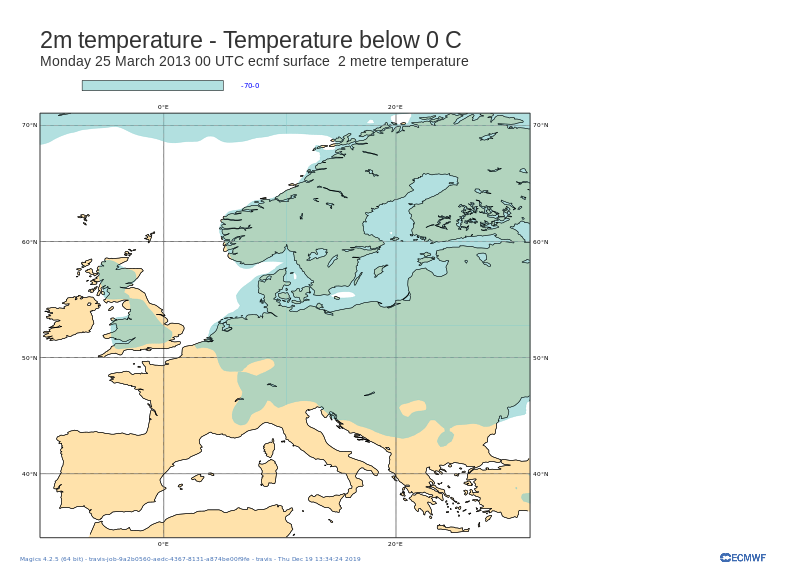 2m temperature - Temperature below 0 C
Monday 25 March 2013 00 UTC ecmf surface  2 metre temperature
-70-0
0°E 20°E
70°N 70°N
60°N 60°N
50°N 50°N
40°N 40°N
0°E 20°E
Magics 4.2.5 (64 bit) - travis-job-9a2b0560-aedc-4367-8131-a874be00f9fe - travis - Thu Dec 19 13:34:24 2019
ECMWF